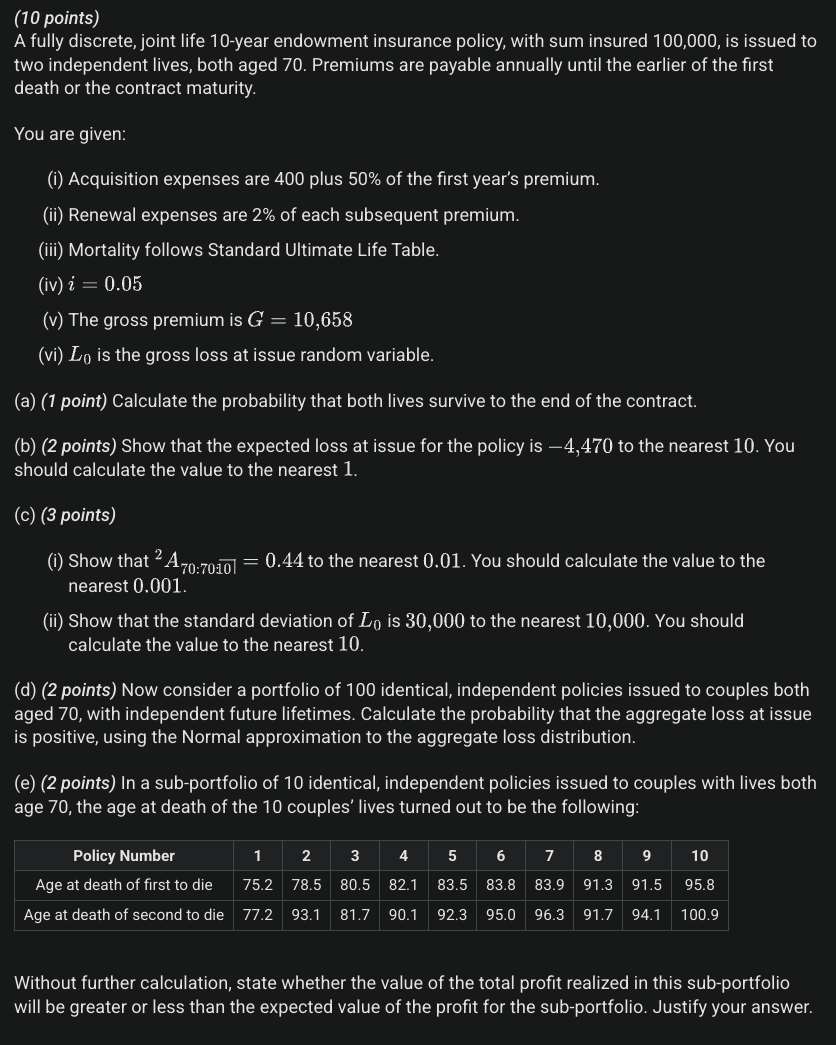 (10 points)
A fully discrete, joint life 10-year endowment insurance policy, with sum insured 100,000, is issued to
two independent lives, both aged 70. Premiums are payable annually until the earlier of the first
death or the contract maturity.
You are given:
(i) Acquisition expenses are 400 plus 50% of the first year's premium.
(ii) Renewal expenses are 2% of each subsequent premium.
(iii) Mortality follows Standard Ultimate Life Table.
(iv) i = 0.05
(v) The gross premium is G = 10,658
(vi) L₀ is the gross loss at issue random variable.
(a) (1 point) Calculate the probability that both lives survive to the end of the contract.
(b) (2 points) Show that the expected loss at issue for the policy is −4,470 to the nearest 10. You
should calculate the value to the nearest 1.
(c) (3 points)
(i) Show that ²A_{70:70:\overline{10|}} = 0.44 to the nearest 0.01. You should calculate the value to the
nearest 0.001.
(ii) Show that the standard deviation of L₀ is 30,000 to the nearest 10,000. You should
calculate the value to the nearest 10.
(d) (2 points) Now consider a portfolio of 100 identical, independent policies issued to couples both
aged 70, with independent future lifetimes. Calculate the probability that the aggregate loss at issue
is positive, using the Normal approximation to the aggregate loss distribution.
(e) (2 points) In a sub-portfolio of 10 identical, independent policies issued to couples with lives both
age 70, the age at death of the 10 couples' lives turned out to be the following:
Policy Number 1 2 3 4 5 6 7 8 9 10
Age at death of first to die 75.2 78.5 80.5 82.1 83.5 83.8 83.9 91.3 91.5 95.8
Age at death of second to die 77.2 93.1 81.7 90.1 92.3 95.0 96.3 91.7 94.1 100.9
Without further calculation, state whether the value of the total profit realized in this sub-portfolio
will be greater or less than the expected value of the profit for the sub-portfolio. Justify your answer.